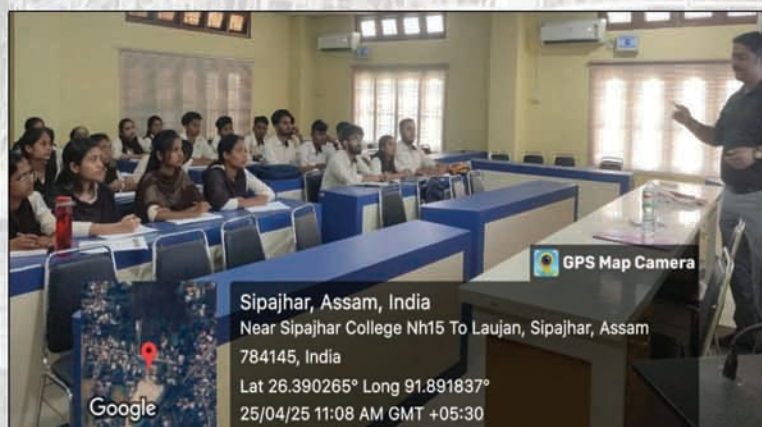 GPS Map Camera
Sipajhar, Assam, India
Near Sipajhar College Nh15 To Laujan, Sipajhar, Assam
784145, India
Lat 26.390265° Long 91.891837°
25/04/25 11:08 AM GMT +05:30
Google